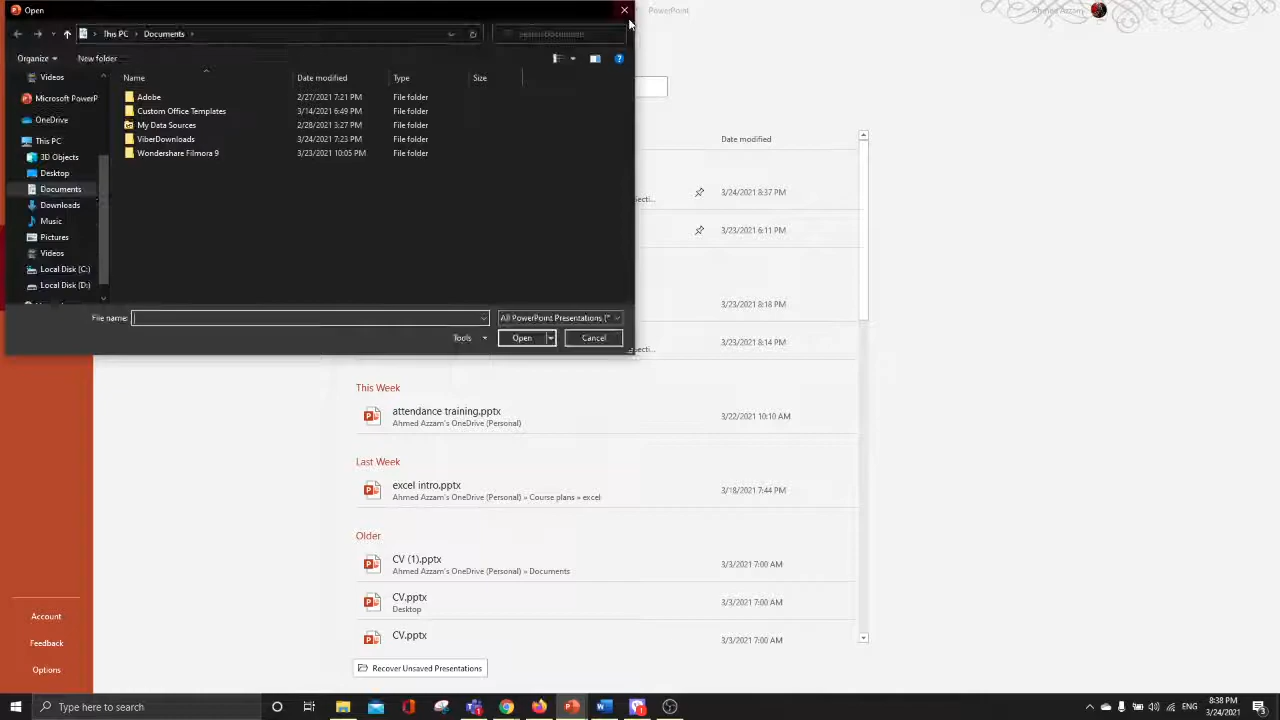 Open
PowerPoint
Ahmed Azzam
This PC
Documents
Search Documents
Organize
New folder
Name
Date modified
Type
Size
Videos
Microsoft PowerP
OneDrive
This PC
3D Objects
Desktop
Documents
Downloads
Music
Pictures
Videos
Local Disk (C:)
Local Disk (D:)
Adobe
2/27/2021 7:21 PM
File folder
Custom Office Templates
3/14/2021 6:49 PM
File folder
My Data Sources
2/28/2021 3:27 PM
File folder
ViberDownloads
3/24/2021 7:23 PM
File folder
Wondershare Filmora 9
3/23/2021 10:05 PM
File folder
File name:
All PowerPoint Presentations (*
Tools
Open
Cancel
Date modified
3/24/2021 8:37 PM
secti...
3/23/2021 6:11 PM
3/23/2021 8:18 PM
3/23/2021 8:14 PM
secti...
This Week
attendance training.pptx
Ahmed Azzam's OneDrive (Personal)
3/22/2021 10:10 AM
Last Week
excel intro.pptx
Ahmed Azzam's OneDrive (Personal) » Course plans » excel
3/18/2021 7:44 PM
Older
CV (1).pptx
Ahmed Azzam's OneDrive (Personal) » Documents
3/3/2021 7:00 AM
CV.pptx
Desktop
3/3/2021 7:00 AM
CV.pptx
3/3/2021 7:00 AM
Account
Feedback
Options
Recover Unsaved Presentations
Type here to search
ENG
8:38 PM
3/24/2021